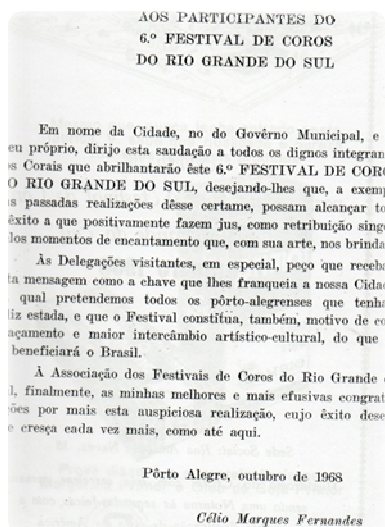 AOS PARTICIPANTES DO
6.º FESTIVAL DE COROS
DO RIO GRANDE DO SUL
Em nome da Cidade, no do Govêrno Municipal, e
eu próprio, dirijo esta saudação a todos os dignos integran
s Corais que abrilhantarão êste 6.º FESTIVAL DE CORO
O RIO GRANDE DO SUL, desejando-lhes que, a exemp
s passadas realizações dêsse certame, possam alcançar to
êxito a que positivamente fazem jus, como retribuição singe
los momentos de encantamento que, com sua arte, nos brinda
Às Delegações visitantes, em especial, peço que receba
ta mensagem como a chave que lhes franqueia a nossa Cidad
qual pretendemos todos os pôrto-alegrenses que tenha
liz estada, e que o Festival constitua, também, motivo de co
açamento e maior intercâmbio artístico-cultural, do que
beneficiará o Brasil.
À Associação dos Festivais de Coros do Rio Grande
l, finalmente, as minhas melhores e mais efusivas congrat
ões por mais esta auspiciosa realização, cujo êxito dese
e cresça cada vez mais, como até aqui.
Pôrto Alegre, outubro de 1968
Célio Marques Fernandes